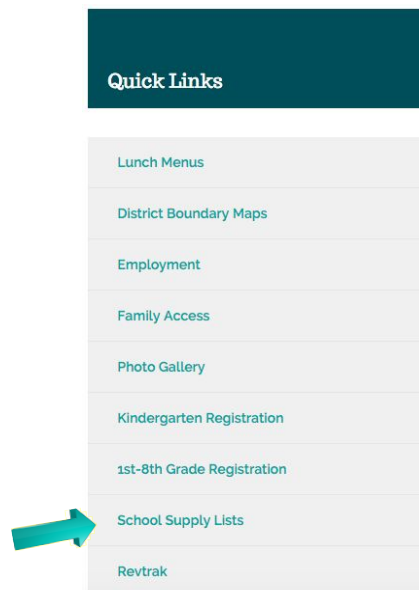 Quick Links
Lunch Menus
District Boundary Maps
Employment
Family Access
Photo Gallery
Kindergarten Registration
1st-8th Grade Registration
School Supply Lists
Revtrak